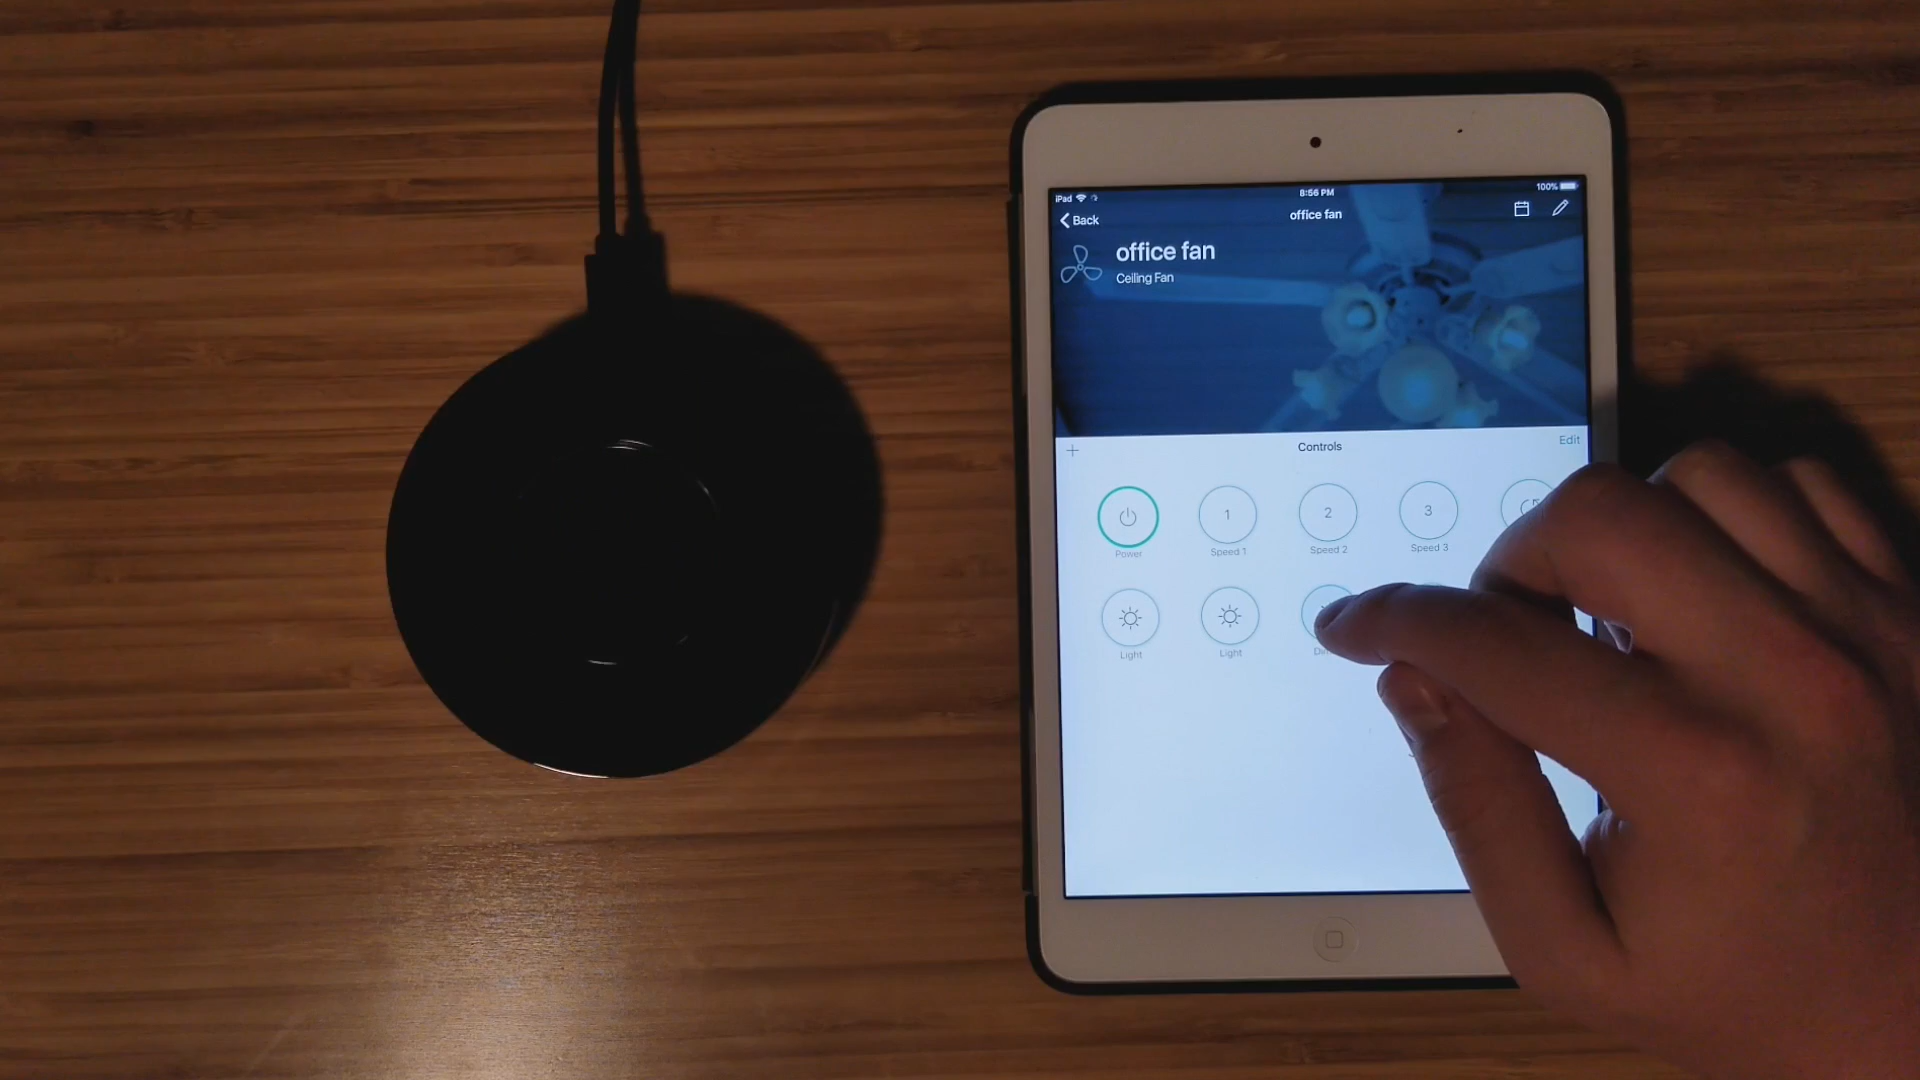 iPad 8:56 PM 100%
Back office fan
office fan
Ceiling Fan
+ Controls Edit
1 2 3
Power Speed 1 Speed 2 Speed 3
Light Light